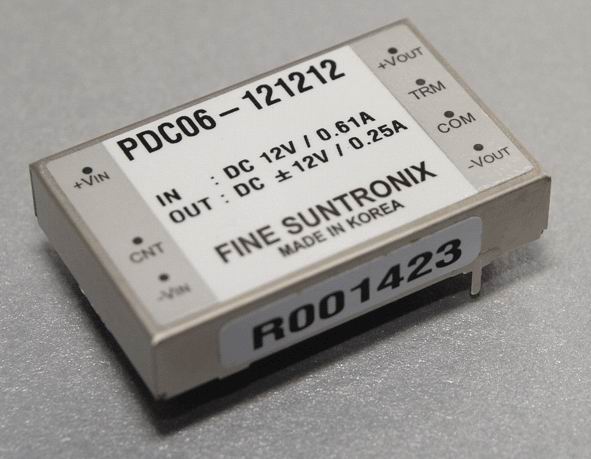 PDC06-121212
IN : DC 12V / 0.61A
OUT : DC ±12V / 0.25A
FINE SUNTRONIX
MADE IN KOREA
+VIN
CNT
-VIN
+VOUT
TRM
COM
-VOUT
R001423